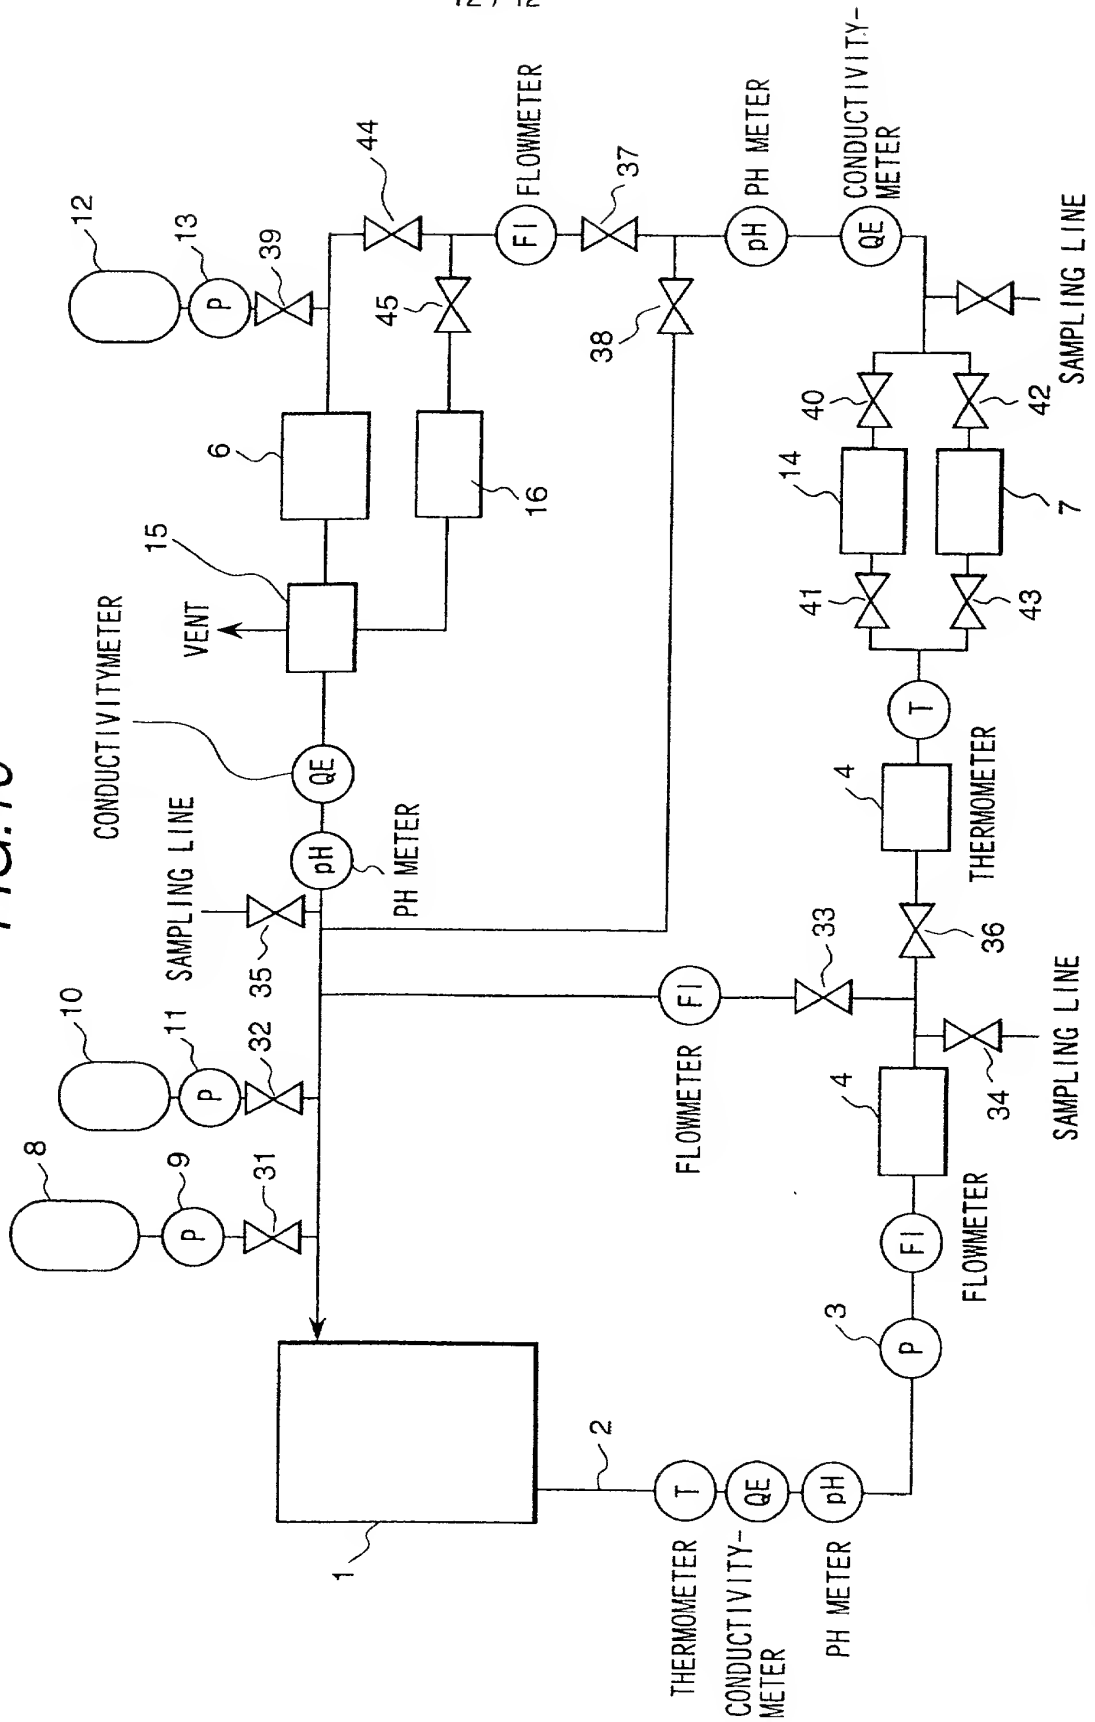 12 / 12
FIG. 10
12
13
P
39
44
FLOWMETER
FI
37
PH METER
pH
CONDUCTIVITY-
METER
QE
SAMPLING LINE
45
38
6
16
15
VENT
40
42
14
7
41
43
CONDUCTIVITYMETER
QE
pH
PH METER
T
THERMOMETER
4
SAMPLING LINE
35
36
33
FI
FLOWMETER
SAMPLING LINE
34
4
10
11
P
32
8
9
P
31
FI
FLOWMETER
3
P
1
2
T
THERMOMETER
QE
CONDUCTIVITY-
METER
pH
PH METER